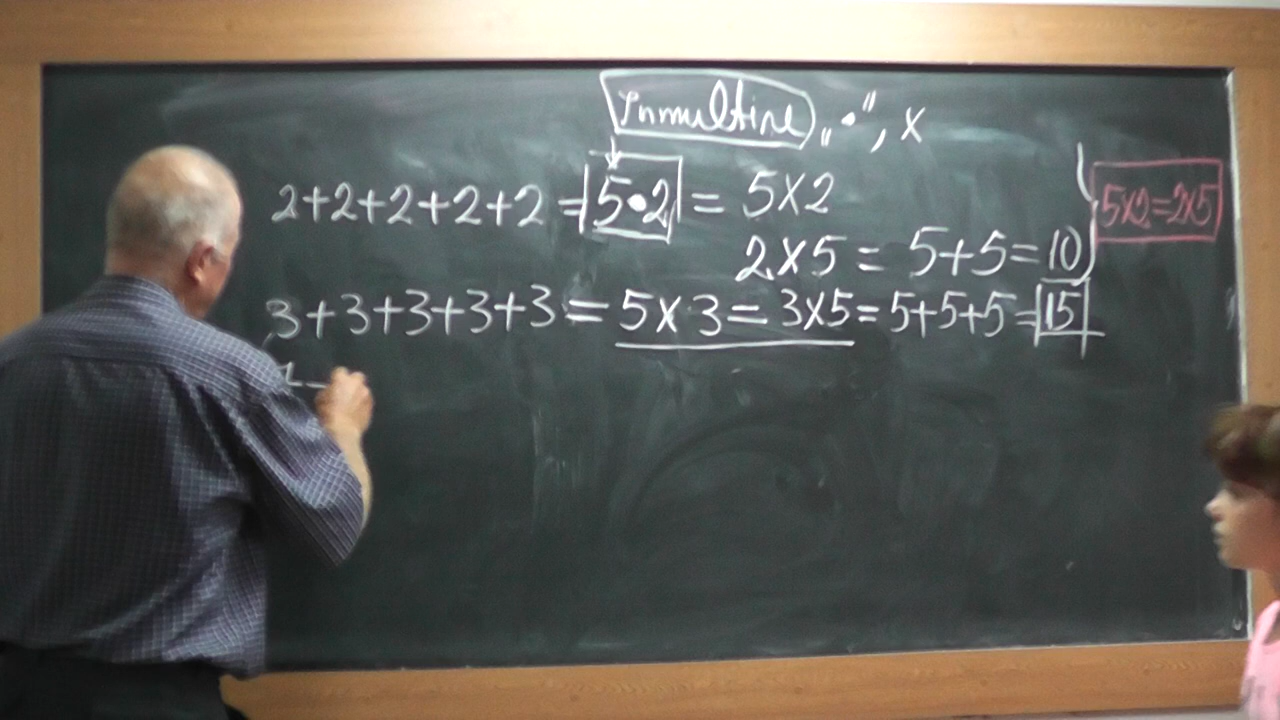 Inmultire „•”, x
2+2+2+2+2=5•2=5x2
5x2=2x5
2x5=5+5=10
3+3+3+3+3=5x3=3x5=5+5+5=15